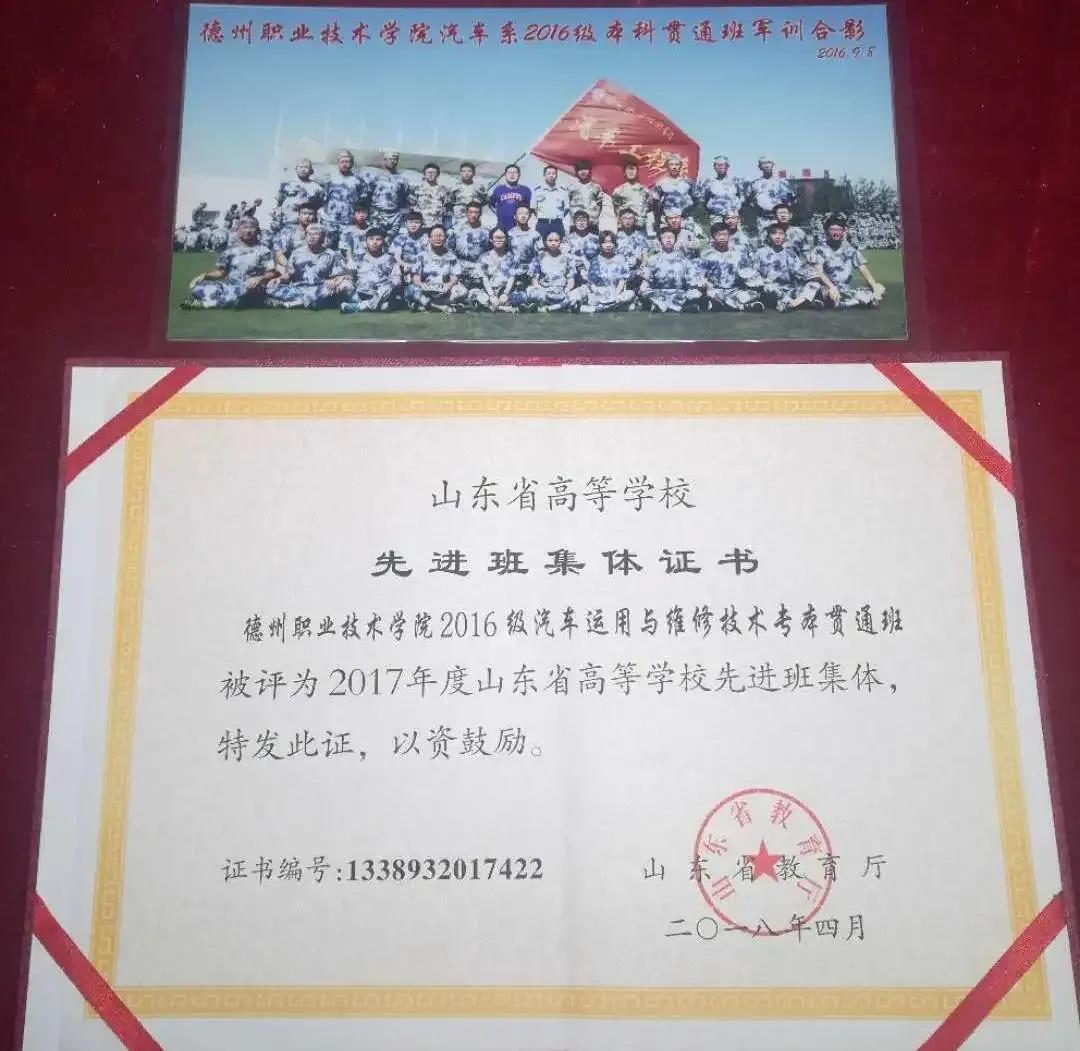 德州职业技术学院汽车系2016级本科贯通班军训合影
2016.9.8
山东省高等学校
先进班集体证书
德州职业技术学院2016级汽车运用与维修技术专本贯通班
被评为2017年度山东省高等学校先进班集体，
特发此证，以资鼓励。
证书编号:1338932017422
山东省教育厅
山东省教育厅
二〇一八年四月